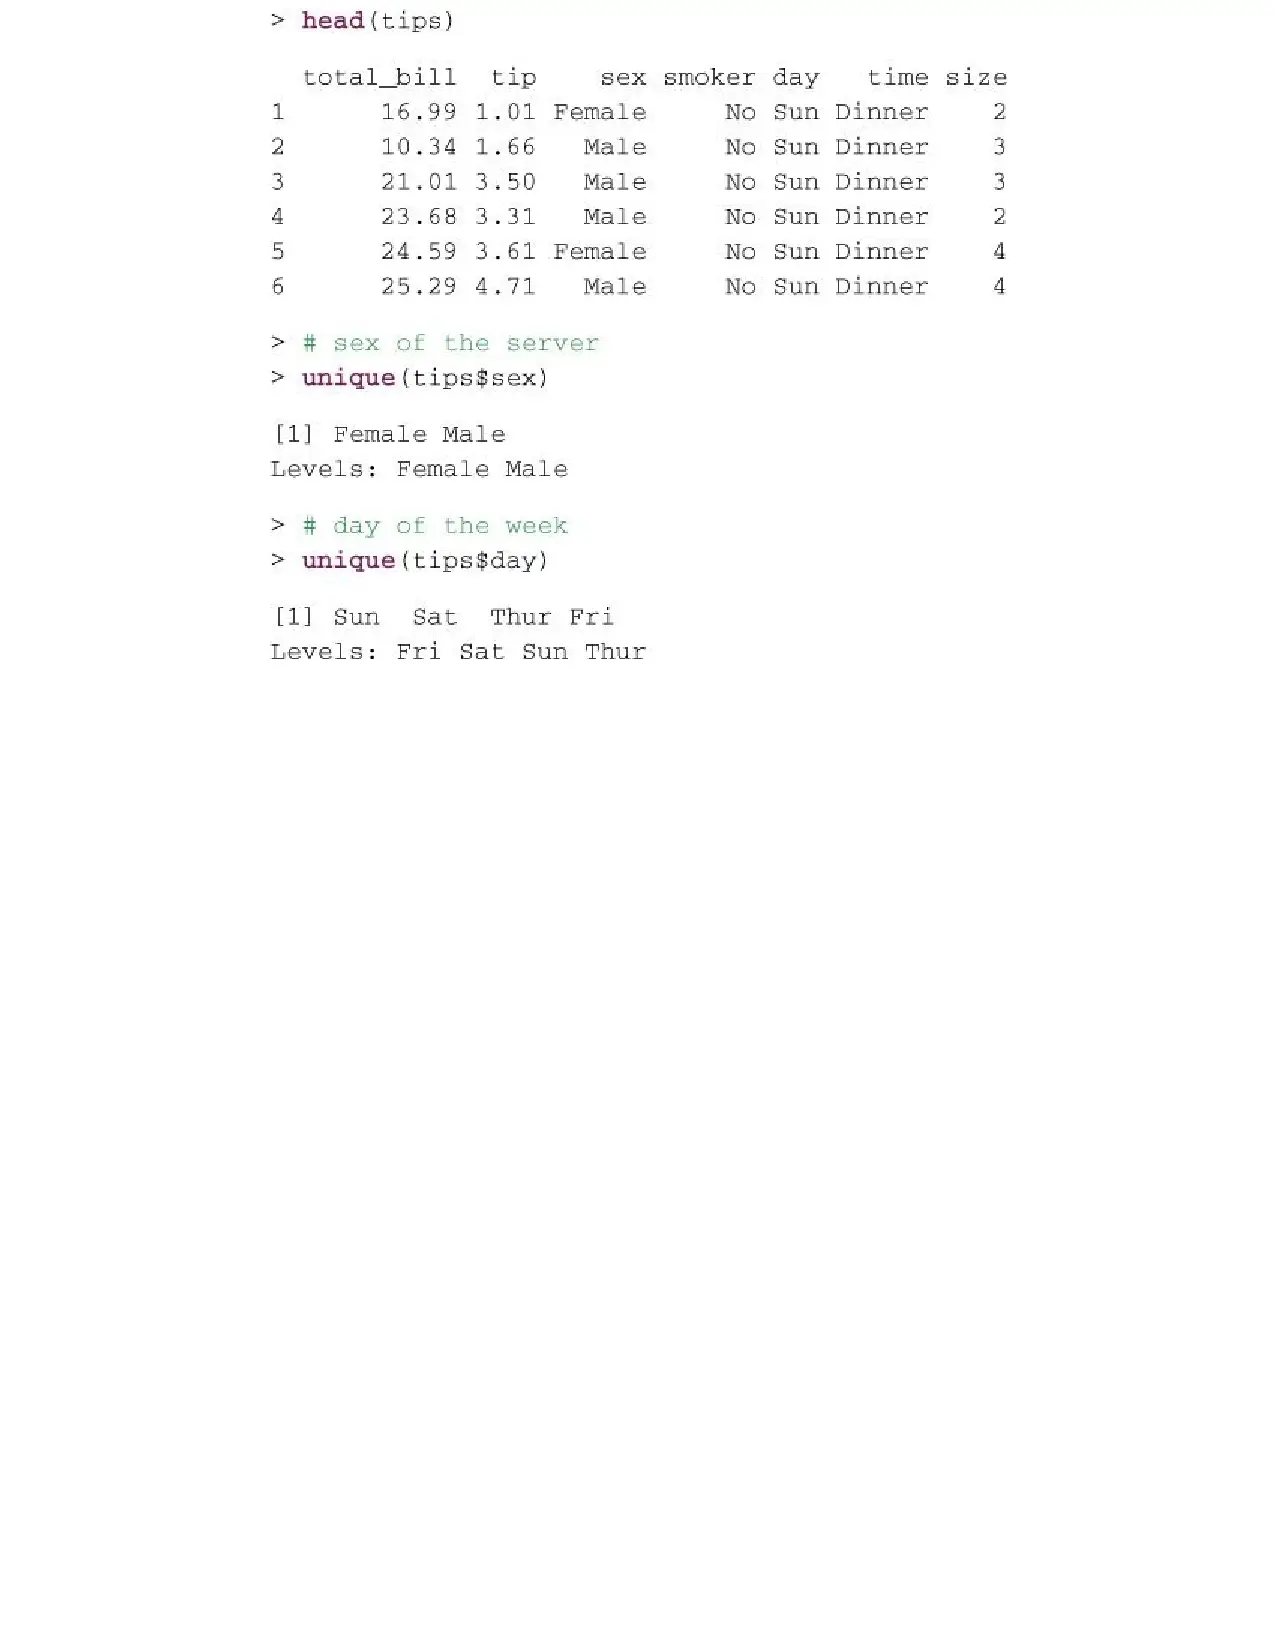 > head(tips)
total_bill tip sex smoker day time size
1 16.99 1.01 Female No Sun Dinner 2
2 10.34 1.66 Male No Sun Dinner 3
3 21.01 3.50 Male No Sun Dinner 3
4 23.68 3.31 Male No Sun Dinner 2
5 24.59 3.61 Female No Sun Dinner 4
6 25.29 4.71 Male No Sun Dinner 4
> # sex of the server
> unique(tips$sex)
[1] Female Male
Levels: Female Male
> # day of the week
> unique(tips$day)
[1] Sun Sat Thur Fri
Levels: Fri Sat Sun Thur